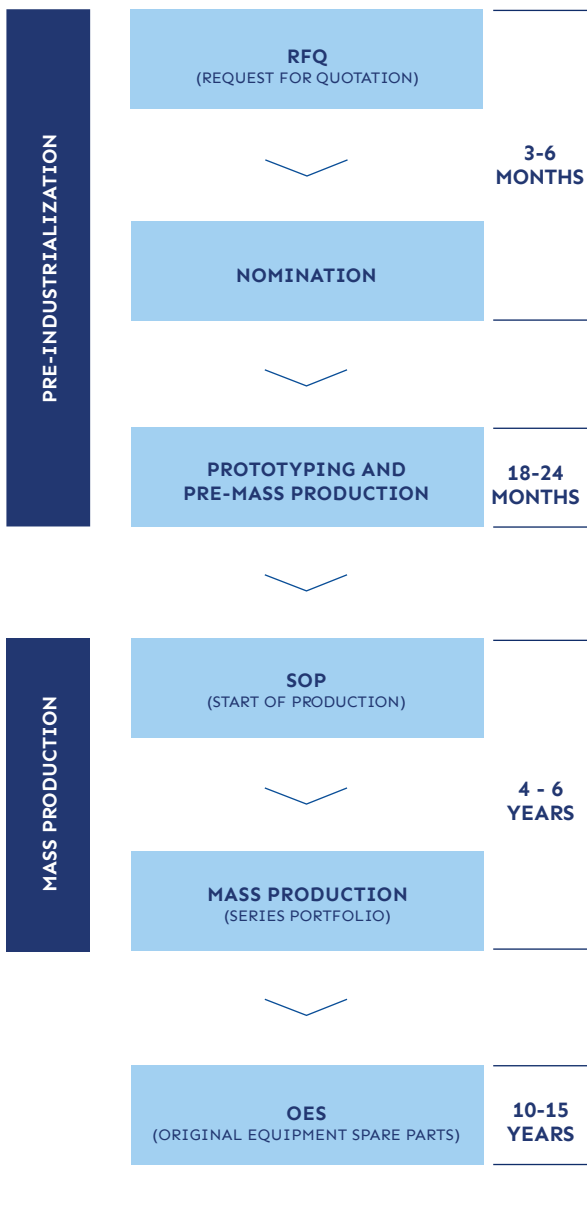 PRE-INDUSTRIALIZATION
RFQ
(REQUEST FOR QUOTATION)
3-6
MONTHS
NOMINATION
PROTOTYPING AND
PRE-MASS PRODUCTION
18-24
MONTHS
MASS PRODUCTION
SOP
(START OF PRODUCTION)
4 - 6
YEARS
MASS PRODUCTION
(SERIES PORTFOLIO)
OES
(ORIGINAL EQUIPMENT SPARE PARTS)
10-15
YEARS